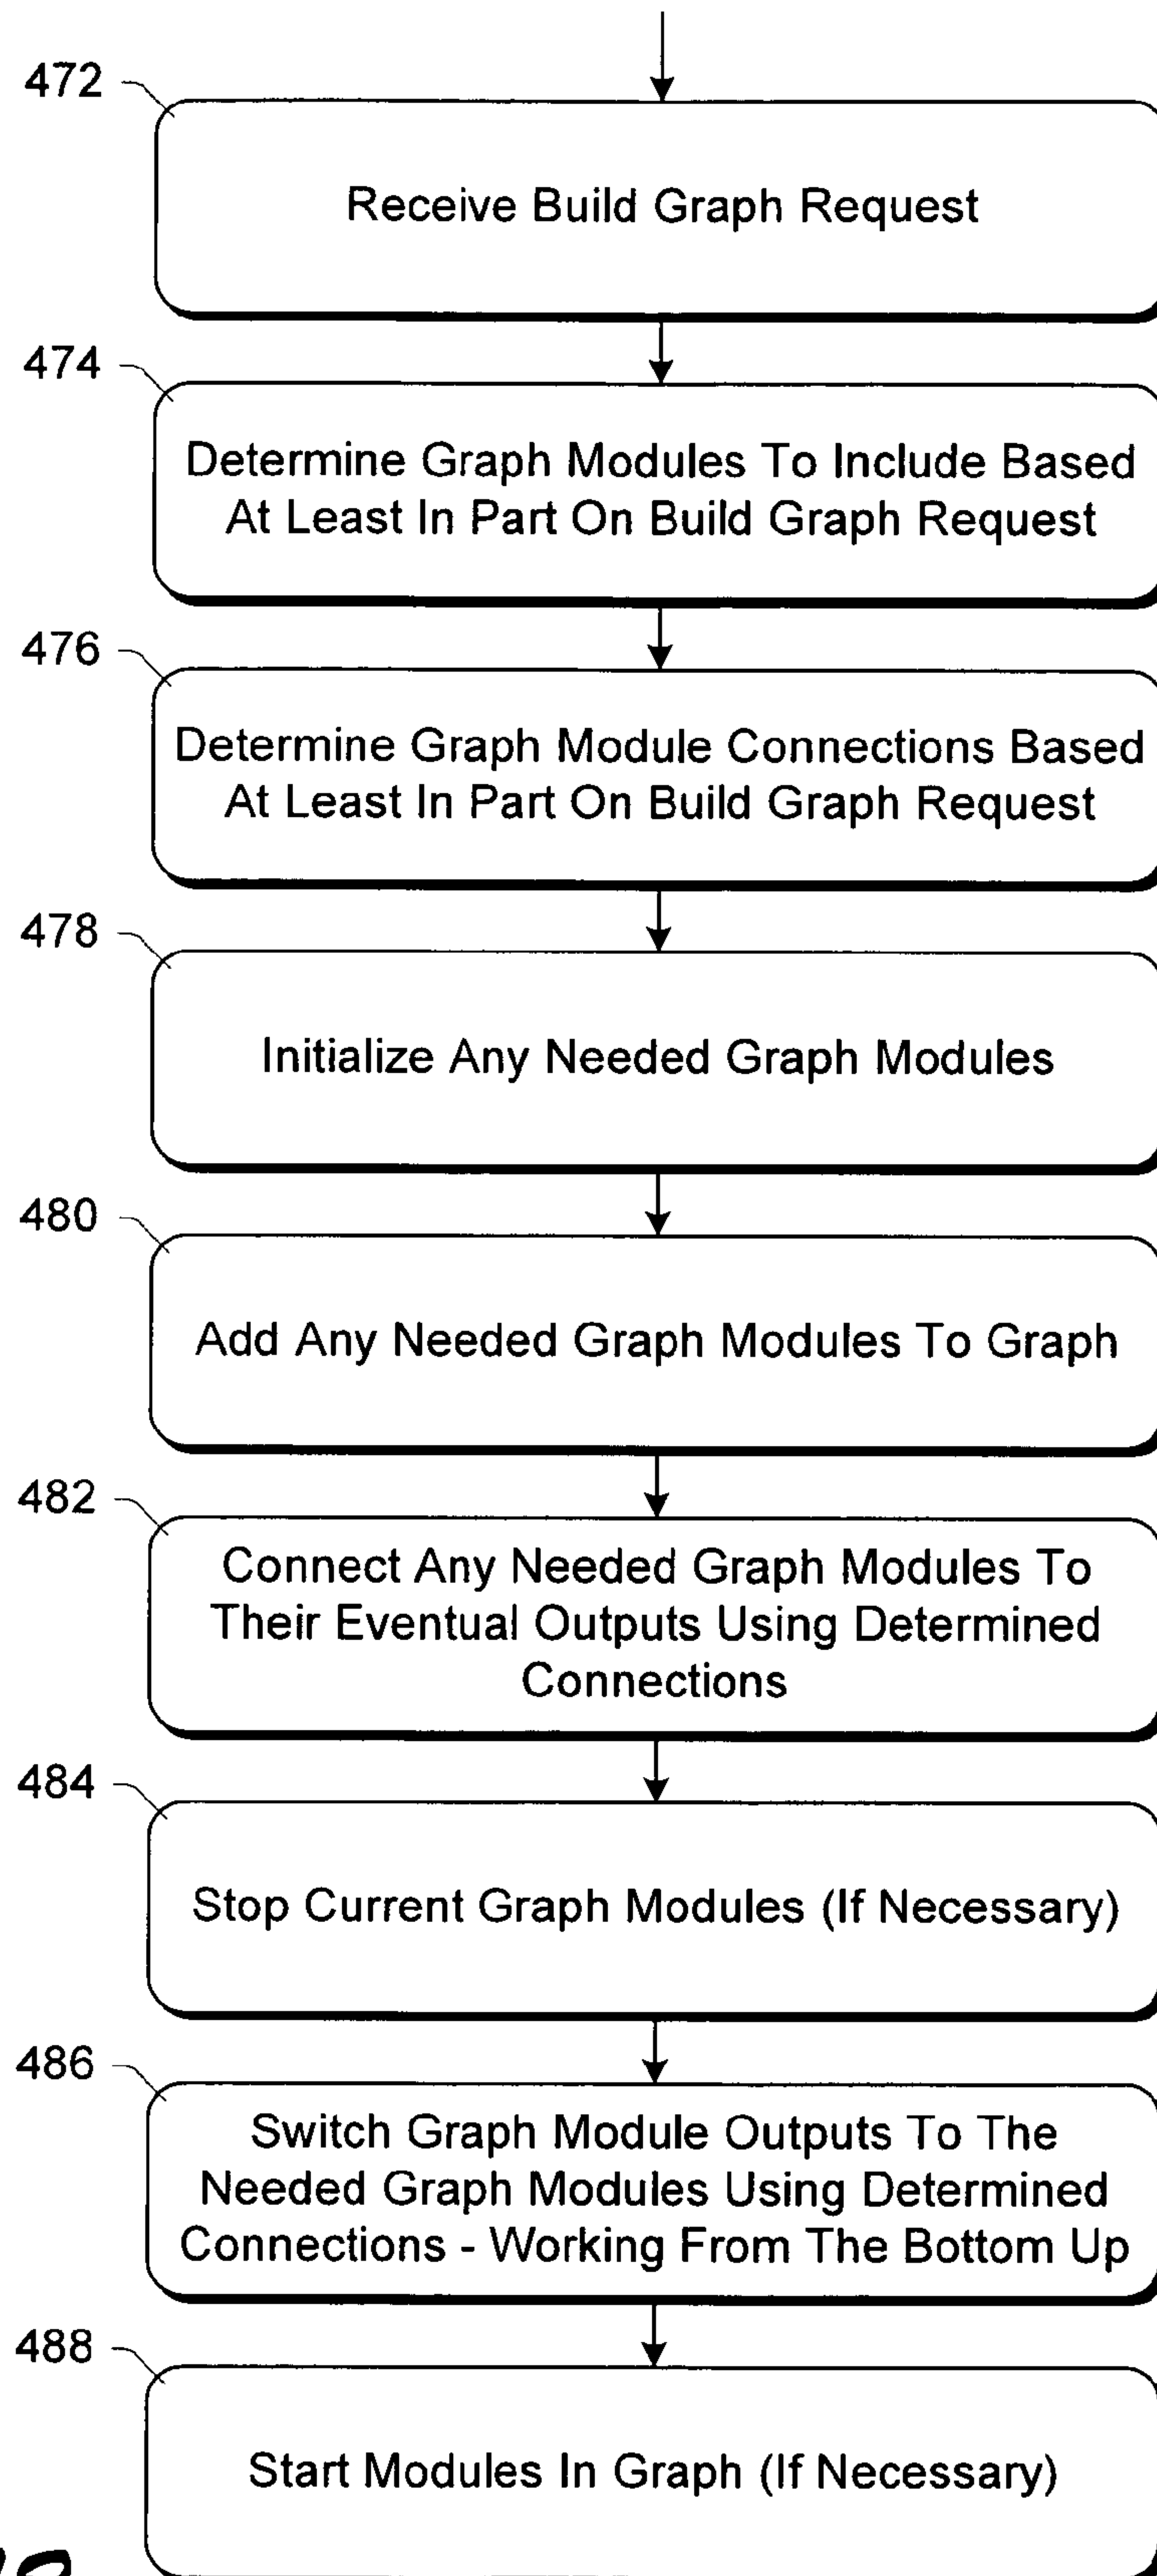 472
Receive Build Graph Request
474
Determine Graph Modules To Include Based
At Least In Part On Build Graph Request
476
Determine Graph Module Connections Based
At Least In Part On Build Graph Request
478
Initialize Any Needed Graph Modules
480
Add Any Needed Graph Modules To Graph
482
Connect Any Needed Graph Modules To
Their Eventual Outputs Using Determined
Connections
484
Stop Current Graph Modules (If Necessary)
486
Switch Graph Module Outputs To The
Needed Graph Modules Using Determined
Connections - Working From The Bottom Up
488
Start Modules In Graph (If Necessary)